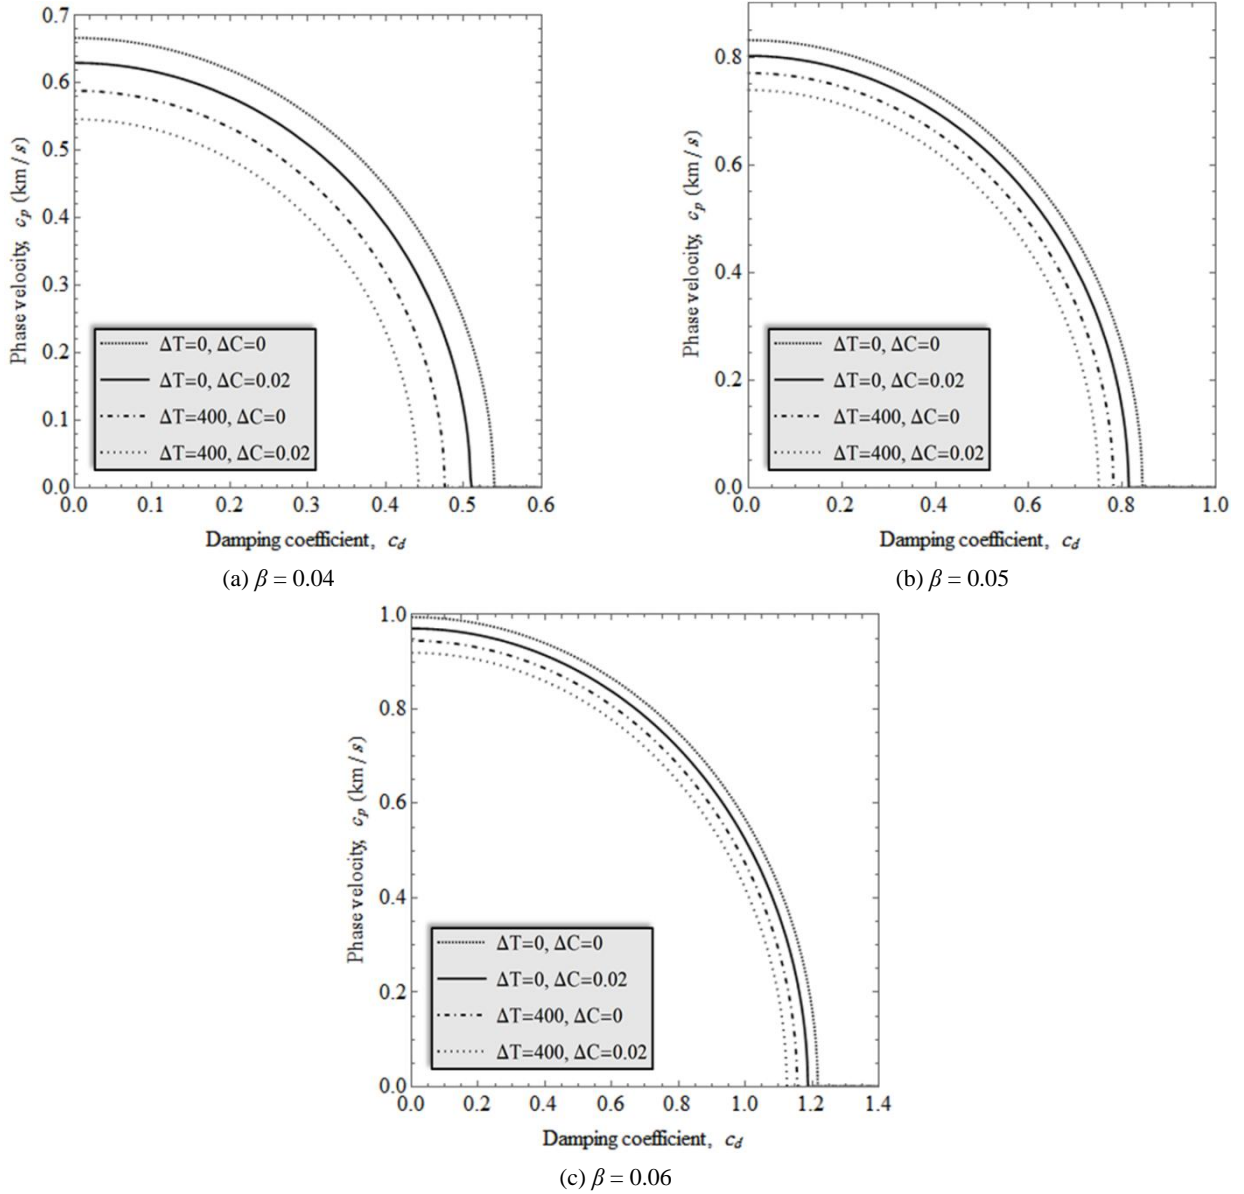 0.7
0.6
0.5
0.4
0.3
0.2
0.1
0.0
Phase velocity, c_p (km / s)
ΔT=0, ΔC=0
ΔT=0, ΔC=0.02
ΔT=400, ΔC=0
ΔT=400, ΔC=0.02
0.0 0.1 0.2 0.3 0.4 0.5 0.6
Damping coefficient, c_d
(a) β = 0.04
0.8
0.6
0.4
0.2
0.0
Phase velocity, c_p (km / s)
ΔT=0, ΔC=0
ΔT=0, ΔC=0.02
ΔT=400, ΔC=0
ΔT=400, ΔC=0.02
0.0 0.2 0.4 0.6 0.8 1.0
Damping coefficient, c_d
(b) β = 0.05
1.0
0.8
0.6
0.4
0.2
0.0
Phase velocity, c_p (km / s)
ΔT=0, ΔC=0
ΔT=0, ΔC=0.02
ΔT=400, ΔC=0
ΔT=400, ΔC=0.02
0.0 0.2 0.4 0.6 0.8 1.0 1.2 1.4
Damping coefficient, c_d
(c) β = 0.06